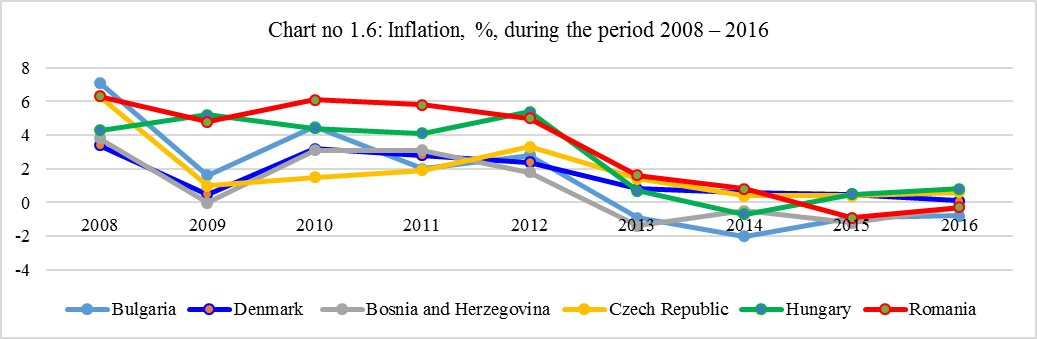 Chart no 1.6: Inflation, %, during the period 2008 – 2016
8
6
4
2
0
-2
-4
2008 2009 2010 2011 2012 2013 2014 2015 2016
Bulgaria Denmark Bosnia and Herzegovina Czech Republic Hungary Romania